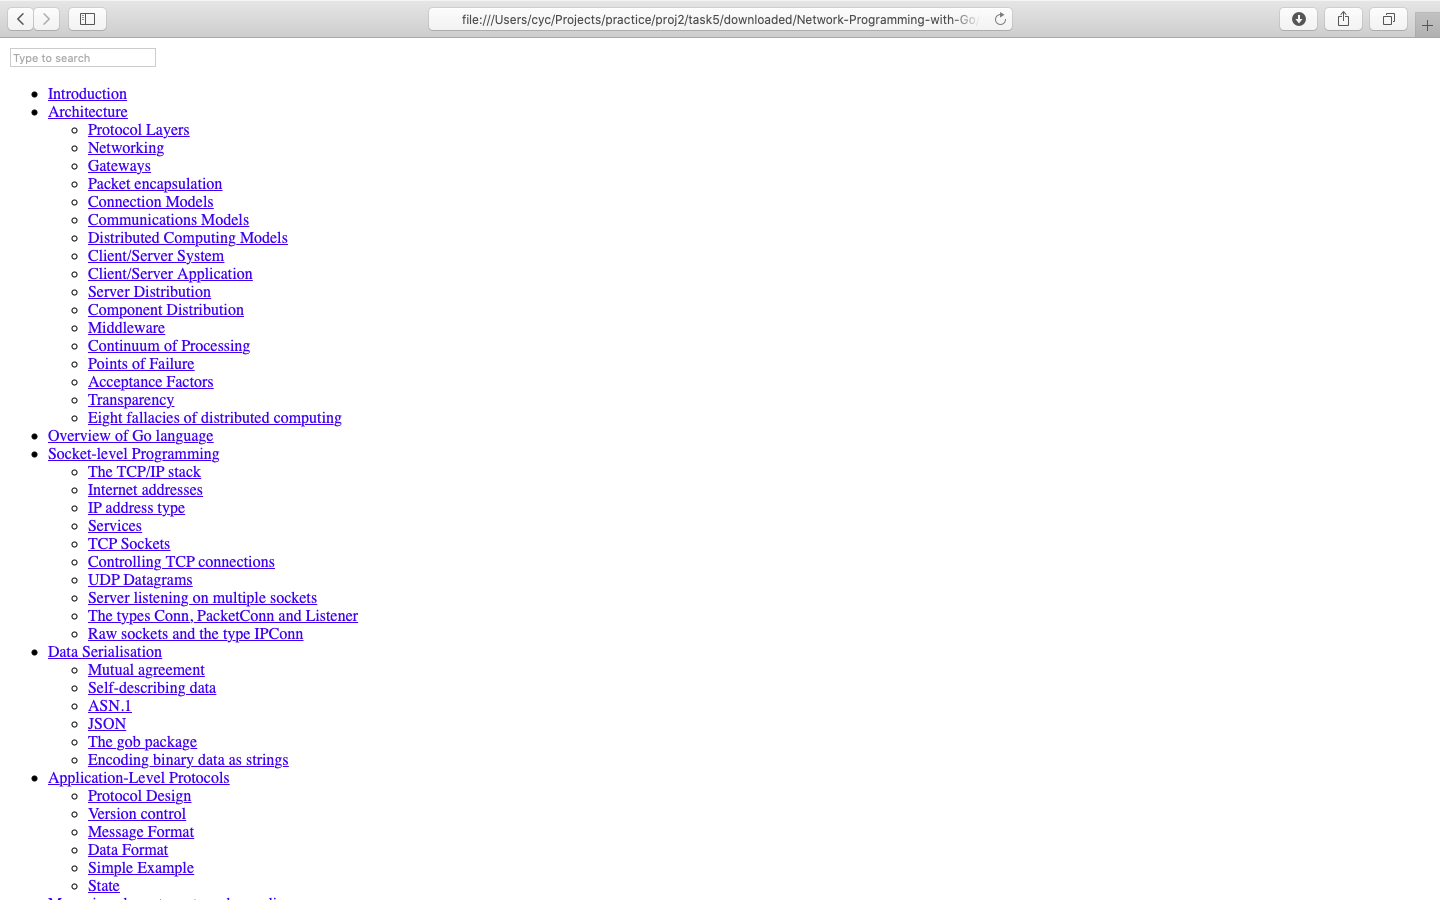 file:///Users/cyc/Projects/practice/proj2/task5/downloaded/Network-Programming-with-Go
Type to search
Introduction
Architecture
Protocol Layers
Networking
Gateways
Packet encapsulation
Connection Models
Communications Models
Distributed Computing Models
Client/Server System
Client/Server Application
Server Distribution
Component Distribution
Middleware
Continuum of Processing
Points of Failure
Acceptance Factors
Transparency
Eight fallacies of distributed computing
Overview of Go language
Socket-level Programming
The TCP/IP stack
Internet addresses
IP address type
Services
TCP Sockets
Controlling TCP connections
UDP Datagrams
Server listening on multiple sockets
The types Conn, PacketConn and Listener
Raw sockets and the type IPConn
Data Serialisation
Mutual agreement
Self-describing data
ASN.1
JSON
The gob package
Encoding binary data as strings
Application-Level Protocols
Protocol Design
Version control
Message Format
Data Format
Simple Example
State